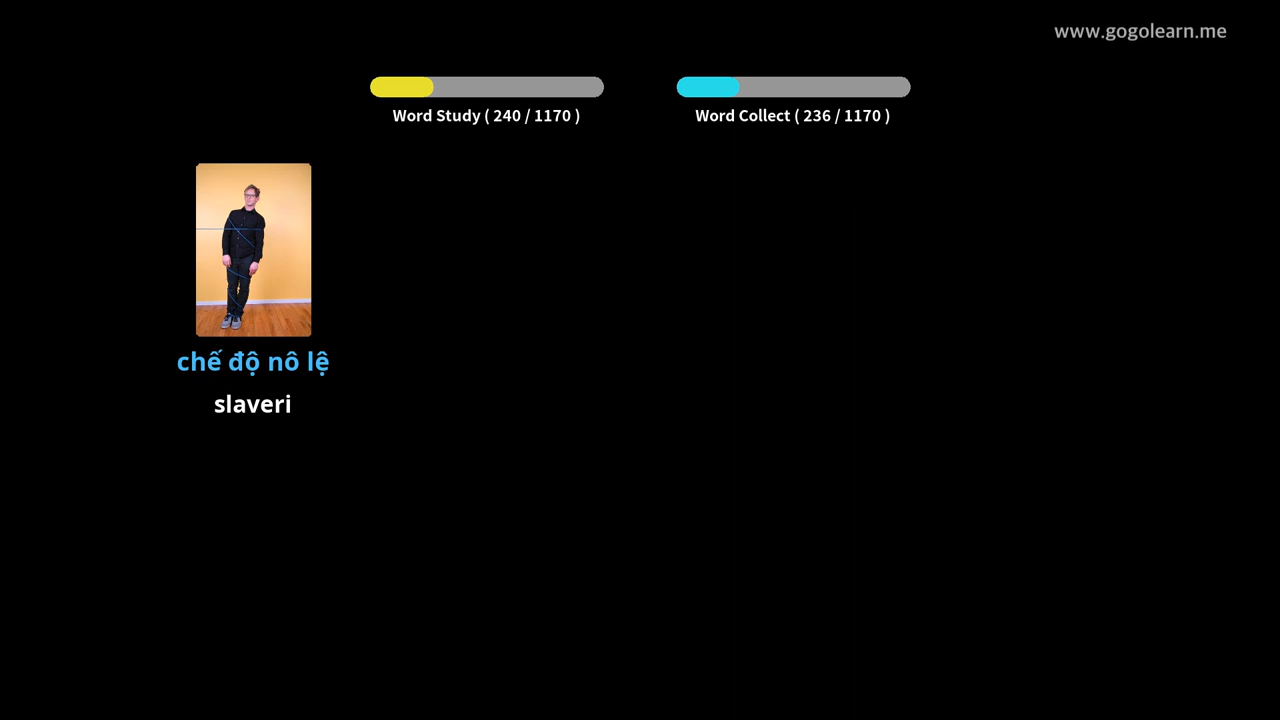 www.gogolearn.me
Word Study ( 240 / 1170 )
Word Collect ( 236 / 1170 )
chế độ nô lệ
slaveri